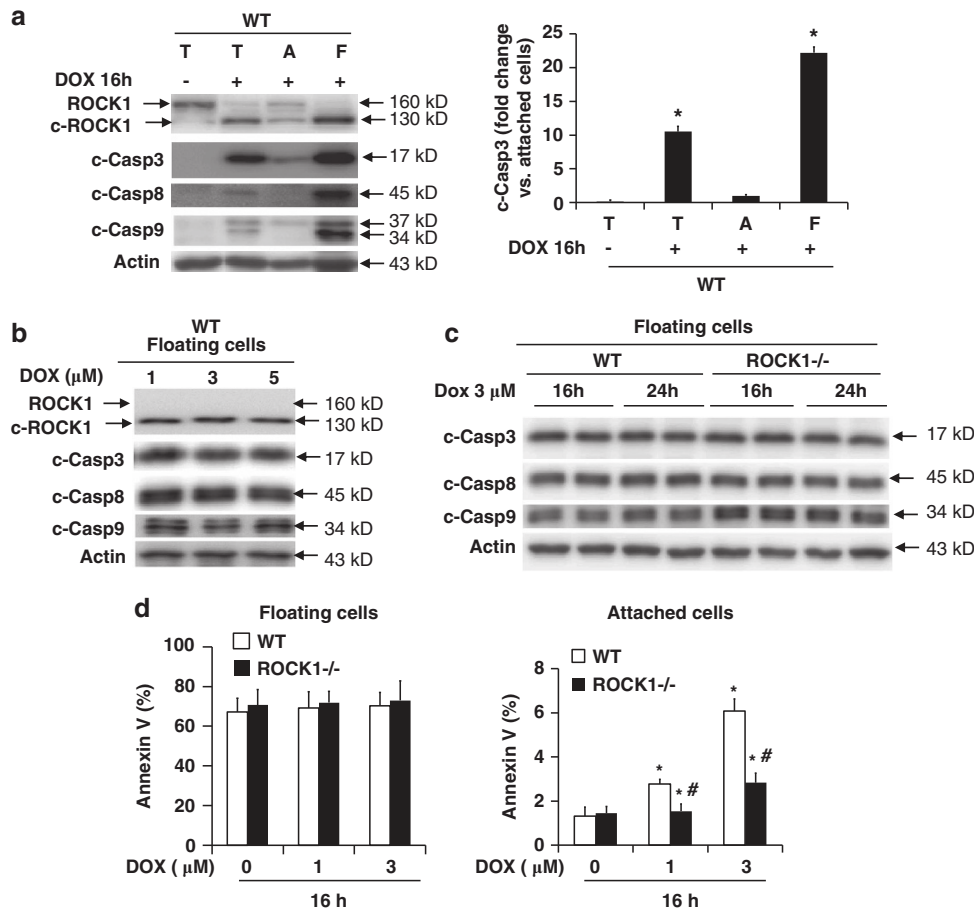 a
WT
T T A F
DOX 16h - + + +
ROCK1 160 kD
c-ROCK1 130 kD
c-Casp3 17 kD
c-Casp8 45 kD
c-Casp9 37 kD
34 kD
Actin 43 kD
c-Casp3 (fold change
vs. attached cells)
25
20
15
10
5
0
* *
T T A F
DOX 16h - + + +
WT
b
WT
Floating cells
DOX (μM) 1 3 5
ROCK1 160 kD
c-ROCK1 130 kD
c-Casp3 17 kD
c-Casp8 45 kD
c-Casp9 34 kD
Actin 43 kD
c
Floating cells
WT ROCK1-/-
Dox 3 μM 16h 24h 16h 24h
c-Casp3 17 kD
c-Casp8 45 kD
c-Casp9 34 kD
Actin 43 kD
d
Floating cells
WT
ROCK1-/-
Annexin V (%)
100
80
60
40
20
0
DOX ( μM) 0 1 3
16 h
Attached cells
WT
ROCK1-/-
Annexin V (%)
8
6
4
2
0
* * # * * #
DOX ( μM) 0 1 3
16 h